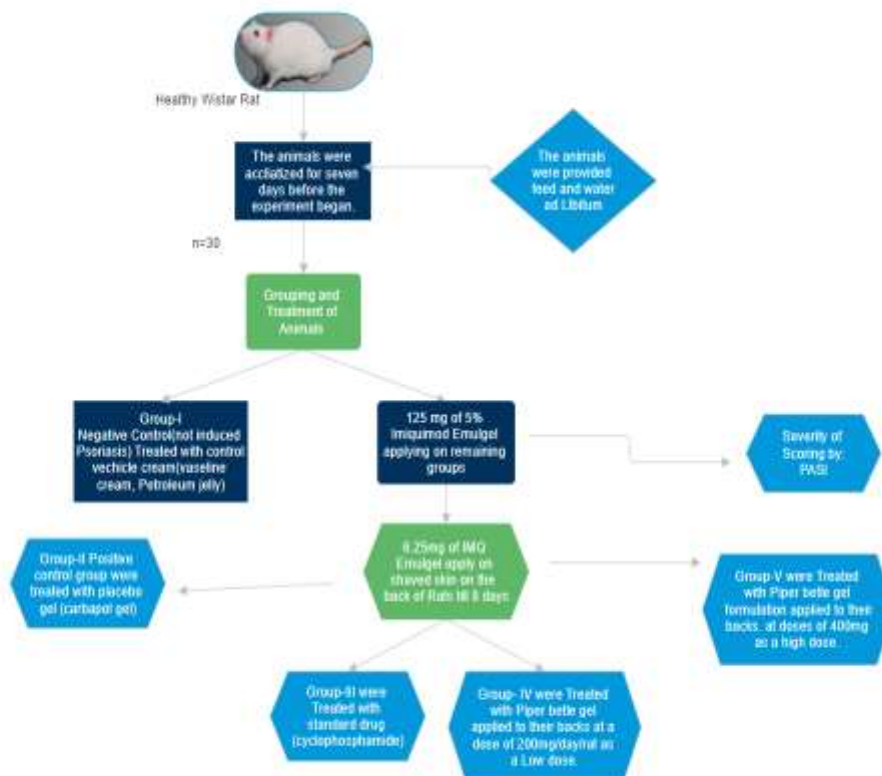 Healthy Wistar Rat
The animals were
accliatized for seven
days before the
experiment began.
The animals
were provided
feed and water
ad Libitum
n=30
Grouping and
Treatment of
Animals
Group-I
Negative Control(not induced
Psoriasis) Treated with control
vechicle cream(vaseline
cream, Petroleum jelly)
125 mg of 5%
Imiquimod Emulgel
applying on remaining
groups
Severity of
Scoring by:
PASI
Group-II Positive
control group were
treated with placebo
gel (carbapol gel)
6.25mg of IMQ
Emulgel apply on
shaved skin on the
back of Rats till 8 days
Group-V were Treated
with Piper betle gel
formulation applied to their
backs. at doses of 400mg
as a high dose.
Group-III were
Treated with
standard drug
(cyclophosphamide)
Group- IV were Treated
with Piper betle gel
applied to their backs at a
dose of 200mg/day/rat as
a Low dose.